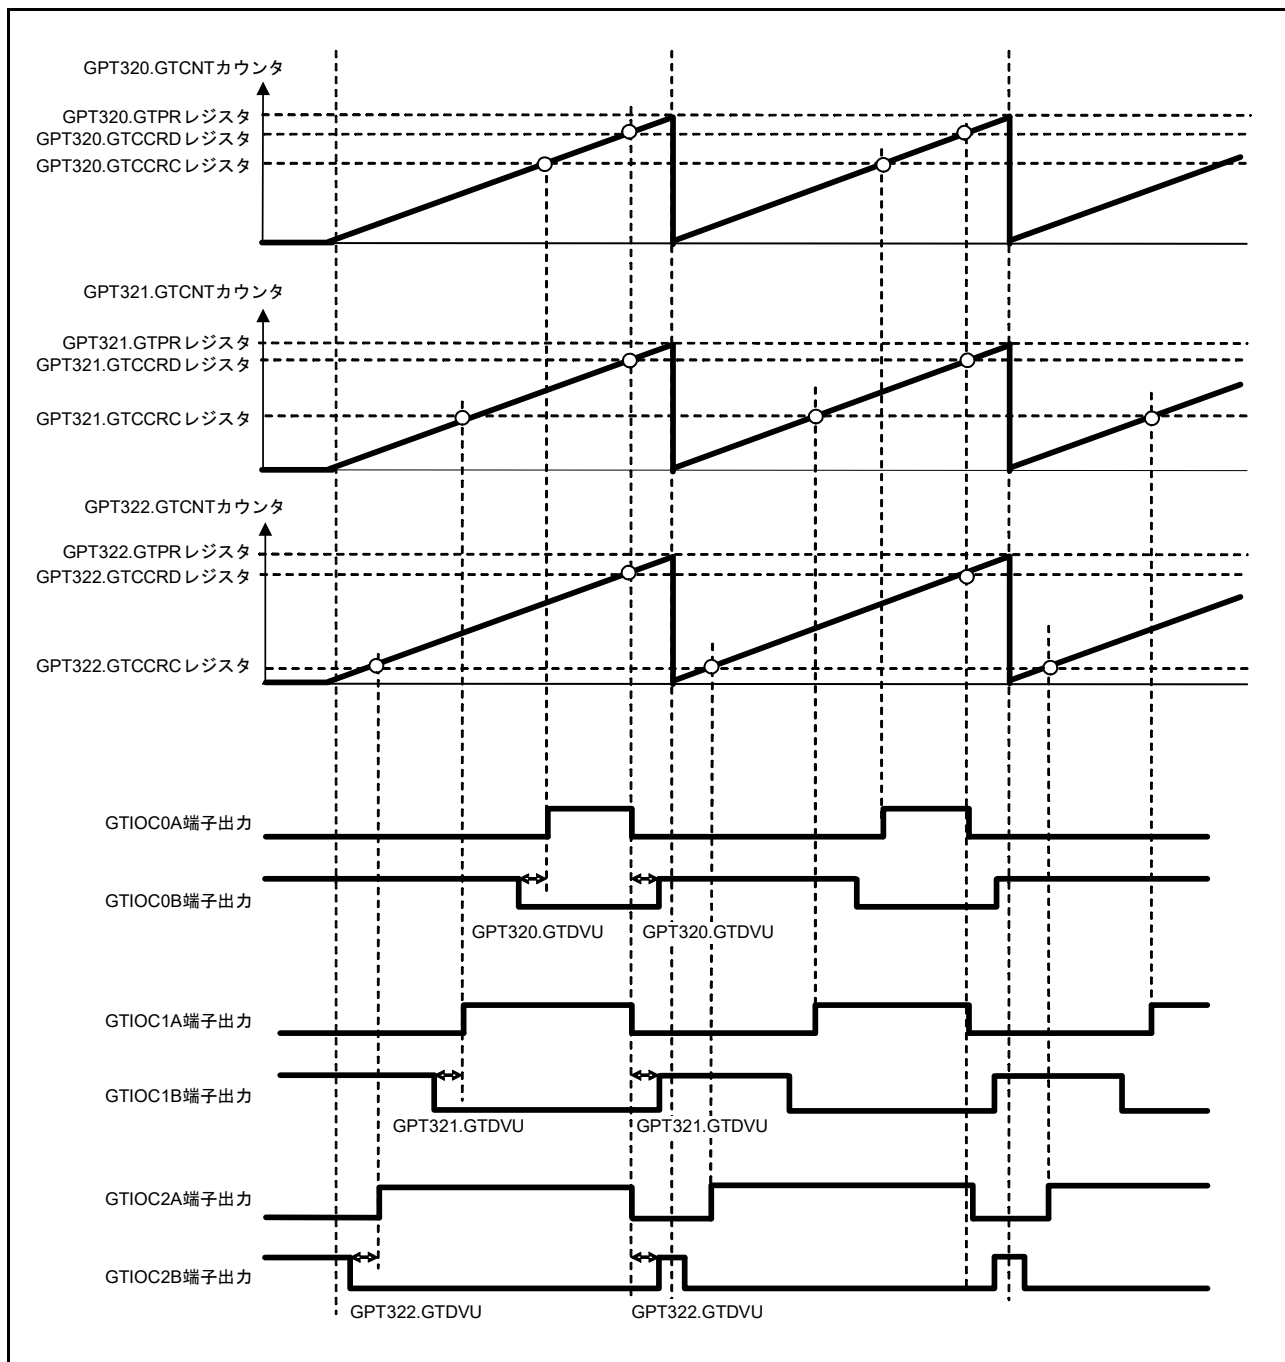 GPT320.GTCNTカウンタ
GPT320.GTPRレジスタ
GPT320.GTCCRDレジスタ
GPT320.GTCCRCレジスタ
GPT321.GTCNTカウンタ
GPT321.GTPRレジスタ
GPT321.GTCCRDレジスタ
GPT321.GTCCRCレジスタ
GPT322.GTCNTカウンタ
GPT322.GTPRレジスタ
GPT322.GTCCRDレジスタ
GPT322.GTCCRCレジスタ
GTIOC0A端子出力
GTIOC0B端子出力
GPT320.GTDVU GPT320.GTDVU
GTIOC1A端子出力
GTIOC1B端子出力
GPT321.GTDVU GPT321.GTDVU
GTIOC2A端子出力
GTIOC2B端子出力
GPT322.GTDVU GPT322.GTDVU